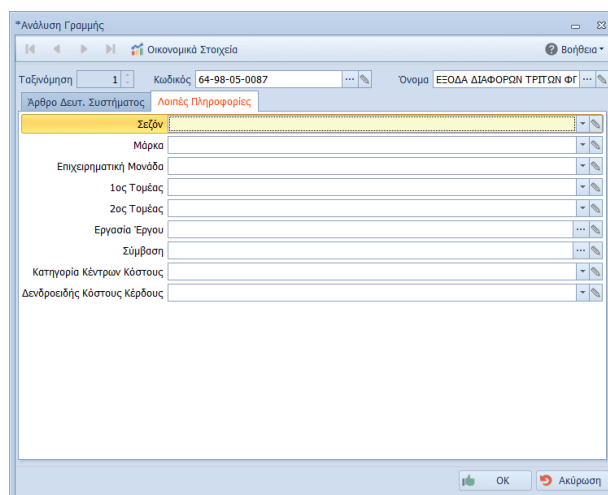 *Ανάλυση Γραμμής
Οικονομικά Στοιχεία
Βοήθεια
Ταξινόμηση 1 Κωδικός 64-98-05-0087 ... Όνομα ΕΞΟΔΑ ΔΙΑΦΟΡΩΝ ΤΡΙΤΩΝ ΦΓ ...
Άρθρο Δευτ. Συστήματος Λοιπές Πληροφορίες
Σεζόν
Μάρκα
Επιχειρηματική Μονάδα
1ος Τομέας
2ος Τομέας
Εργασία Έργου ...
Σύμβαση ...
Κατηγορία Κέντρων Κόστους
Δενδροειδής Κόστους Κέρδους
OK Ακύρωση